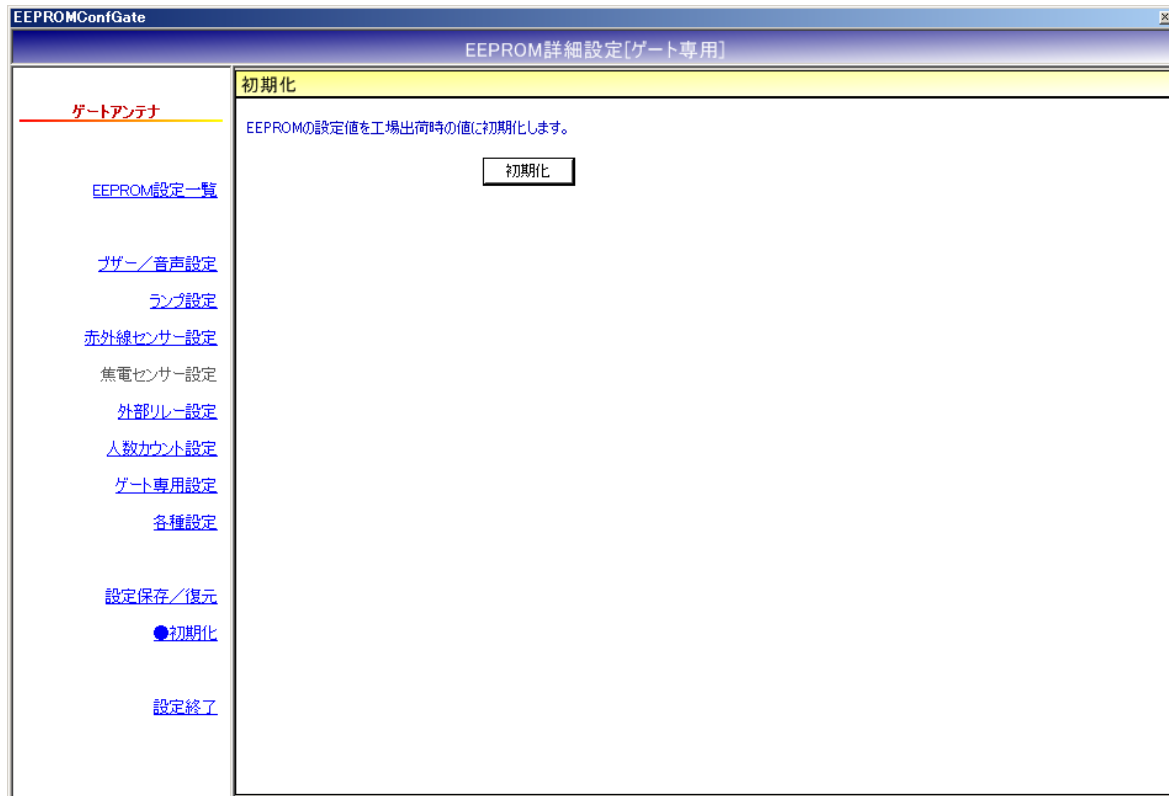 EEPROMConfGate
EEPROM詳細設定[ゲート専用]
ゲートアンテナ
EEPROM設定一覧
ブザー／音声設定
ランプ設定
赤外線センサー設定
焦電センサー設定
外部リレー設定
人数カウント設定
ゲート専用設定
各種設定
設定保存／復元
●初期化
設定終了
初期化
EEPROMの設定値を工場出荷時の値に初期化します。
初期化